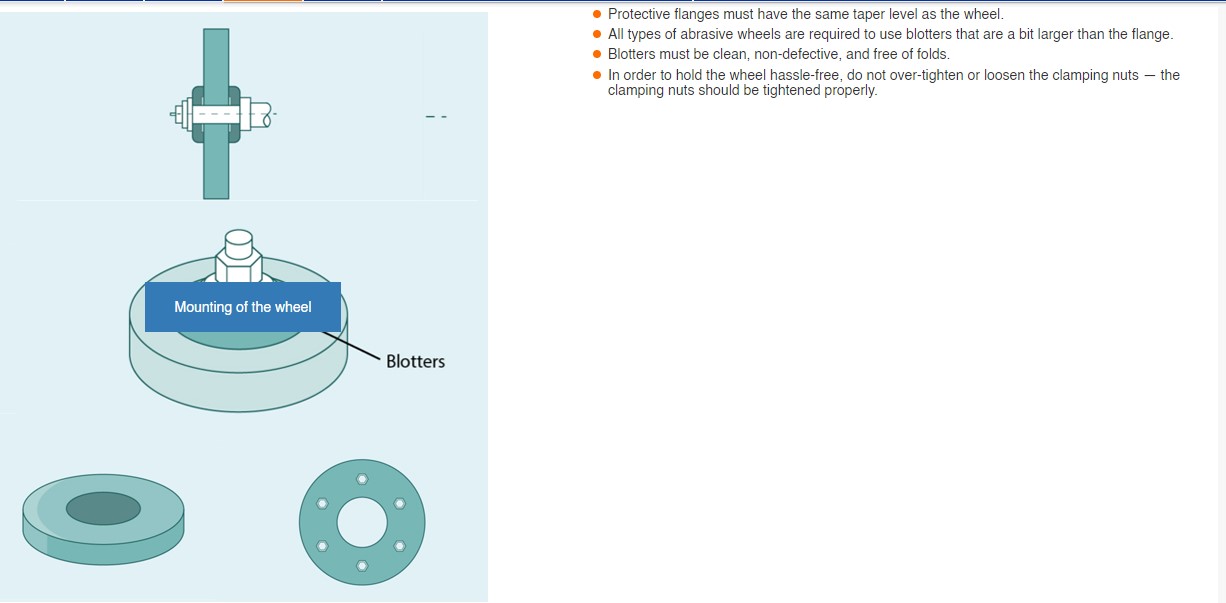 Protective flanges must have the same taper level as the wheel.
All types of abrasive wheels are required to use blotters that are a bit larger than the flange.
Blotters must be clean, non-defective, and free of folds.
In order to hold the wheel hassle-free, do not over-tighten or loosen the clamping nuts — the
clamping nuts should be tightened properly.
Mounting of the wheel
Blotters